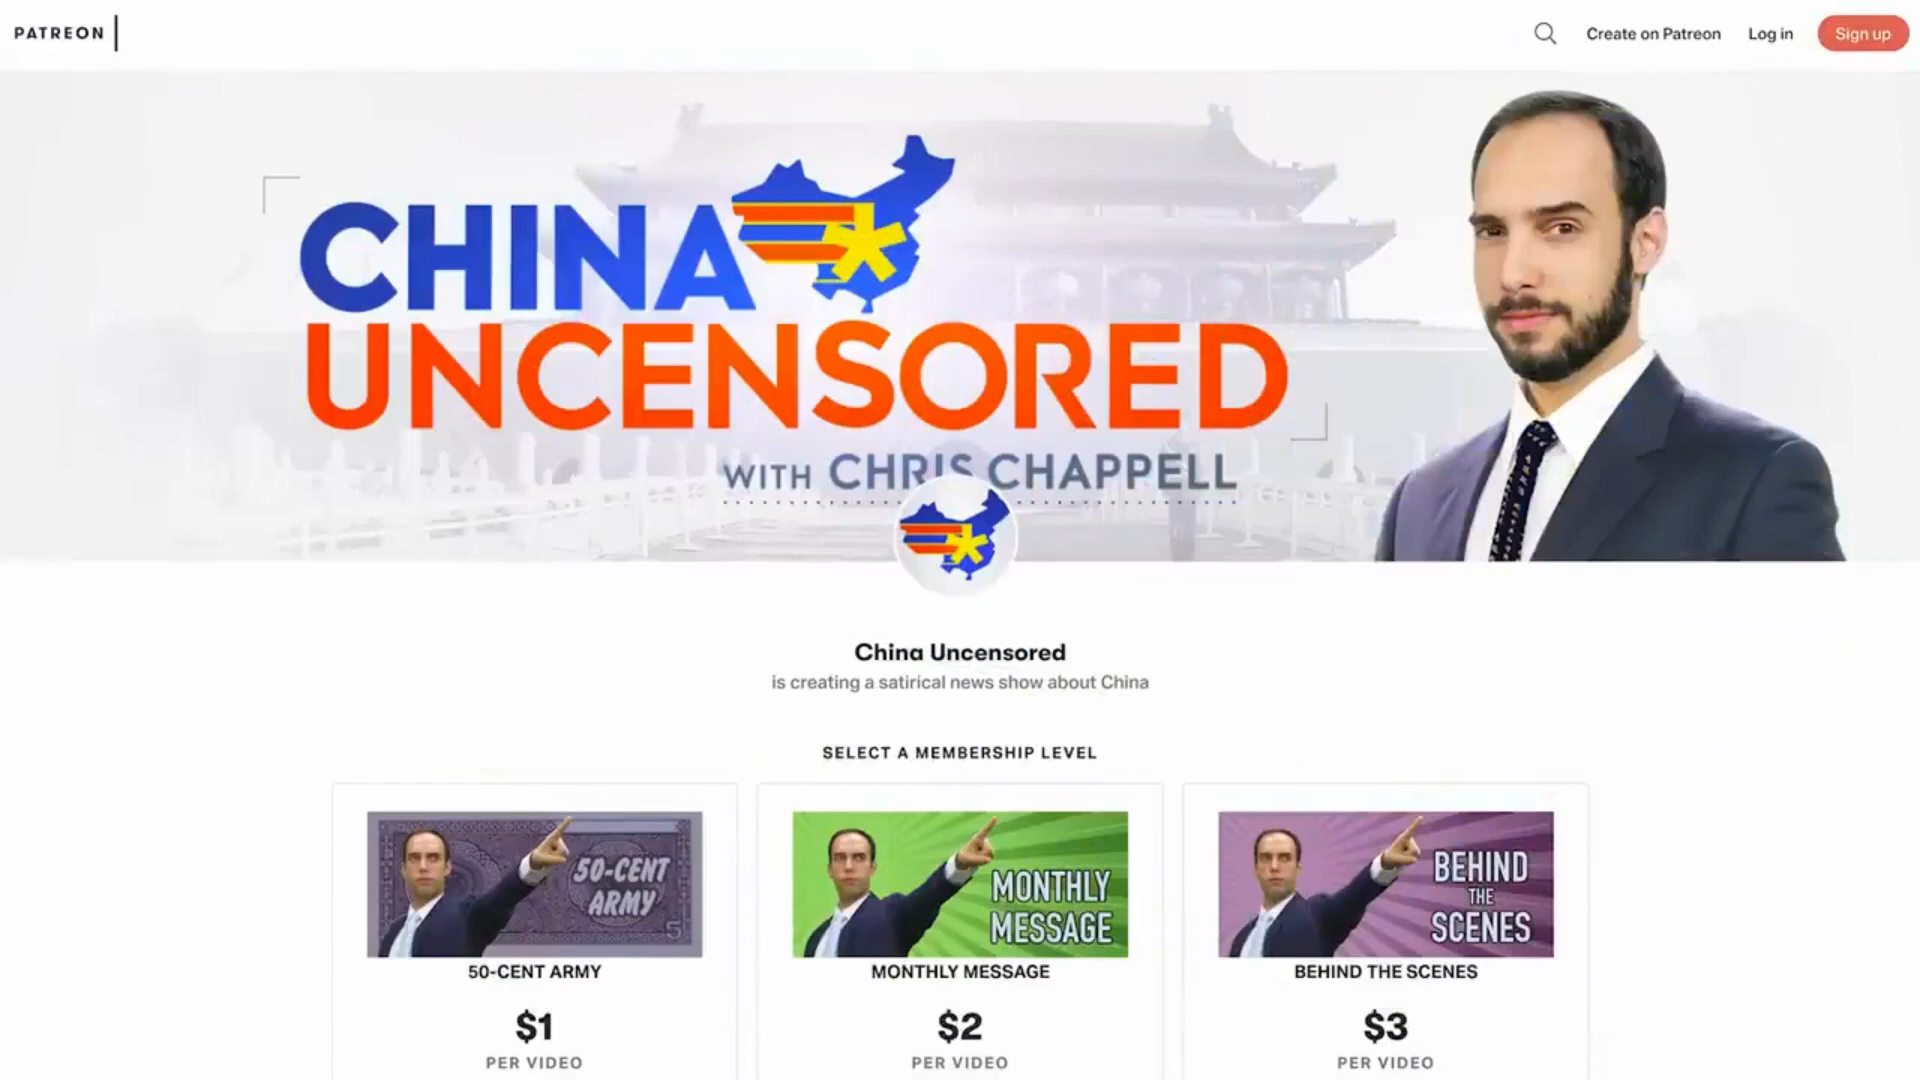 PATREON
Create on Patreon
Log in
Sign up
CHINA
UNCENSORED
WITH CHRIS CHAPPELL
China Uncensored
is creating a satirical news show about China
SELECT A MEMBERSHIP LEVEL
50-CENT
ARMY
5
50-CENT ARMY
$1
PER VIDEO
MONTHLY
MESSAGE
MONTHLY MESSAGE
$2
PER VIDEO
BEHIND
THE
SCENES
BEHIND THE SCENES
$3
PER VIDEO